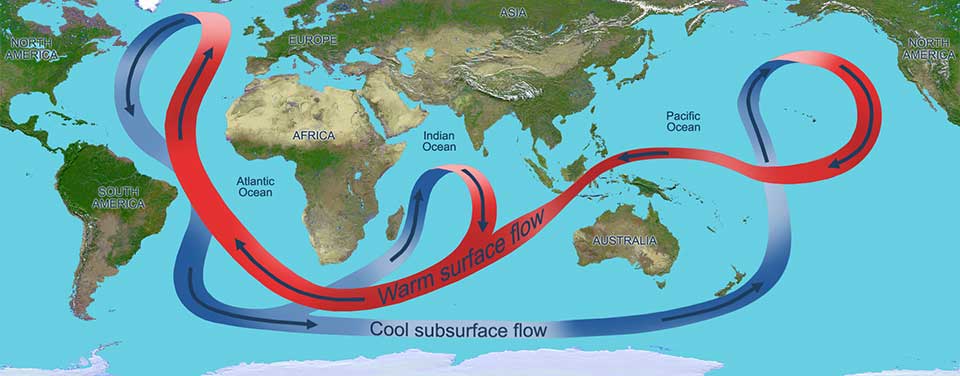 ASIA
NORTH
AMERICA
EUROPE
NORTH
AMERICA
AFRICA
Indian
Ocean
Pacific
Ocean
Atlantic
Ocean
SOUTH
AMERICA
AUSTRALIA
Warm surface flow
Cool subsurface flow